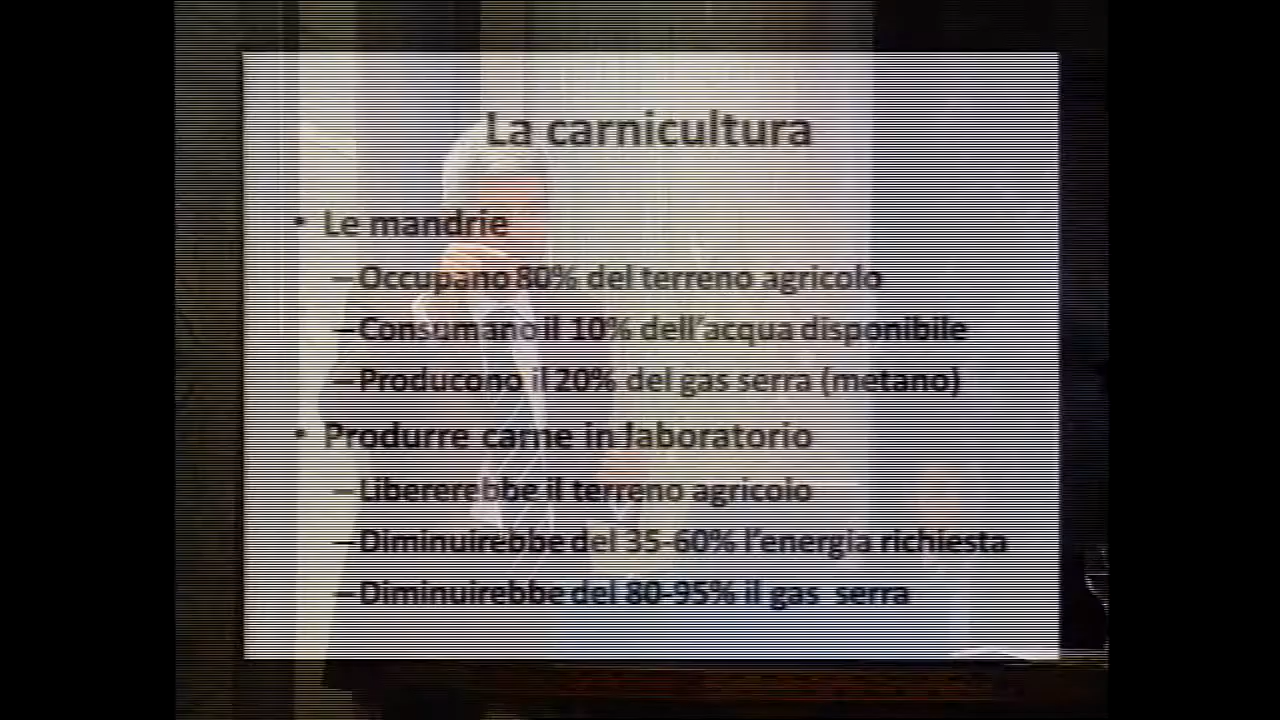 La carnicultura
• Le mandrie
– Occupano 80% del terreno agricolo
– Consumano il 10% dell'acqua disponibile
– Producono il 20% del gas serra (metano)
• Produrre carne in laboratorio
– Libererebbe il terreno agricolo
– Diminuirebbe del 35-60% l'energia richiesta
– Diminuirebbe del 80-95% il gas serra